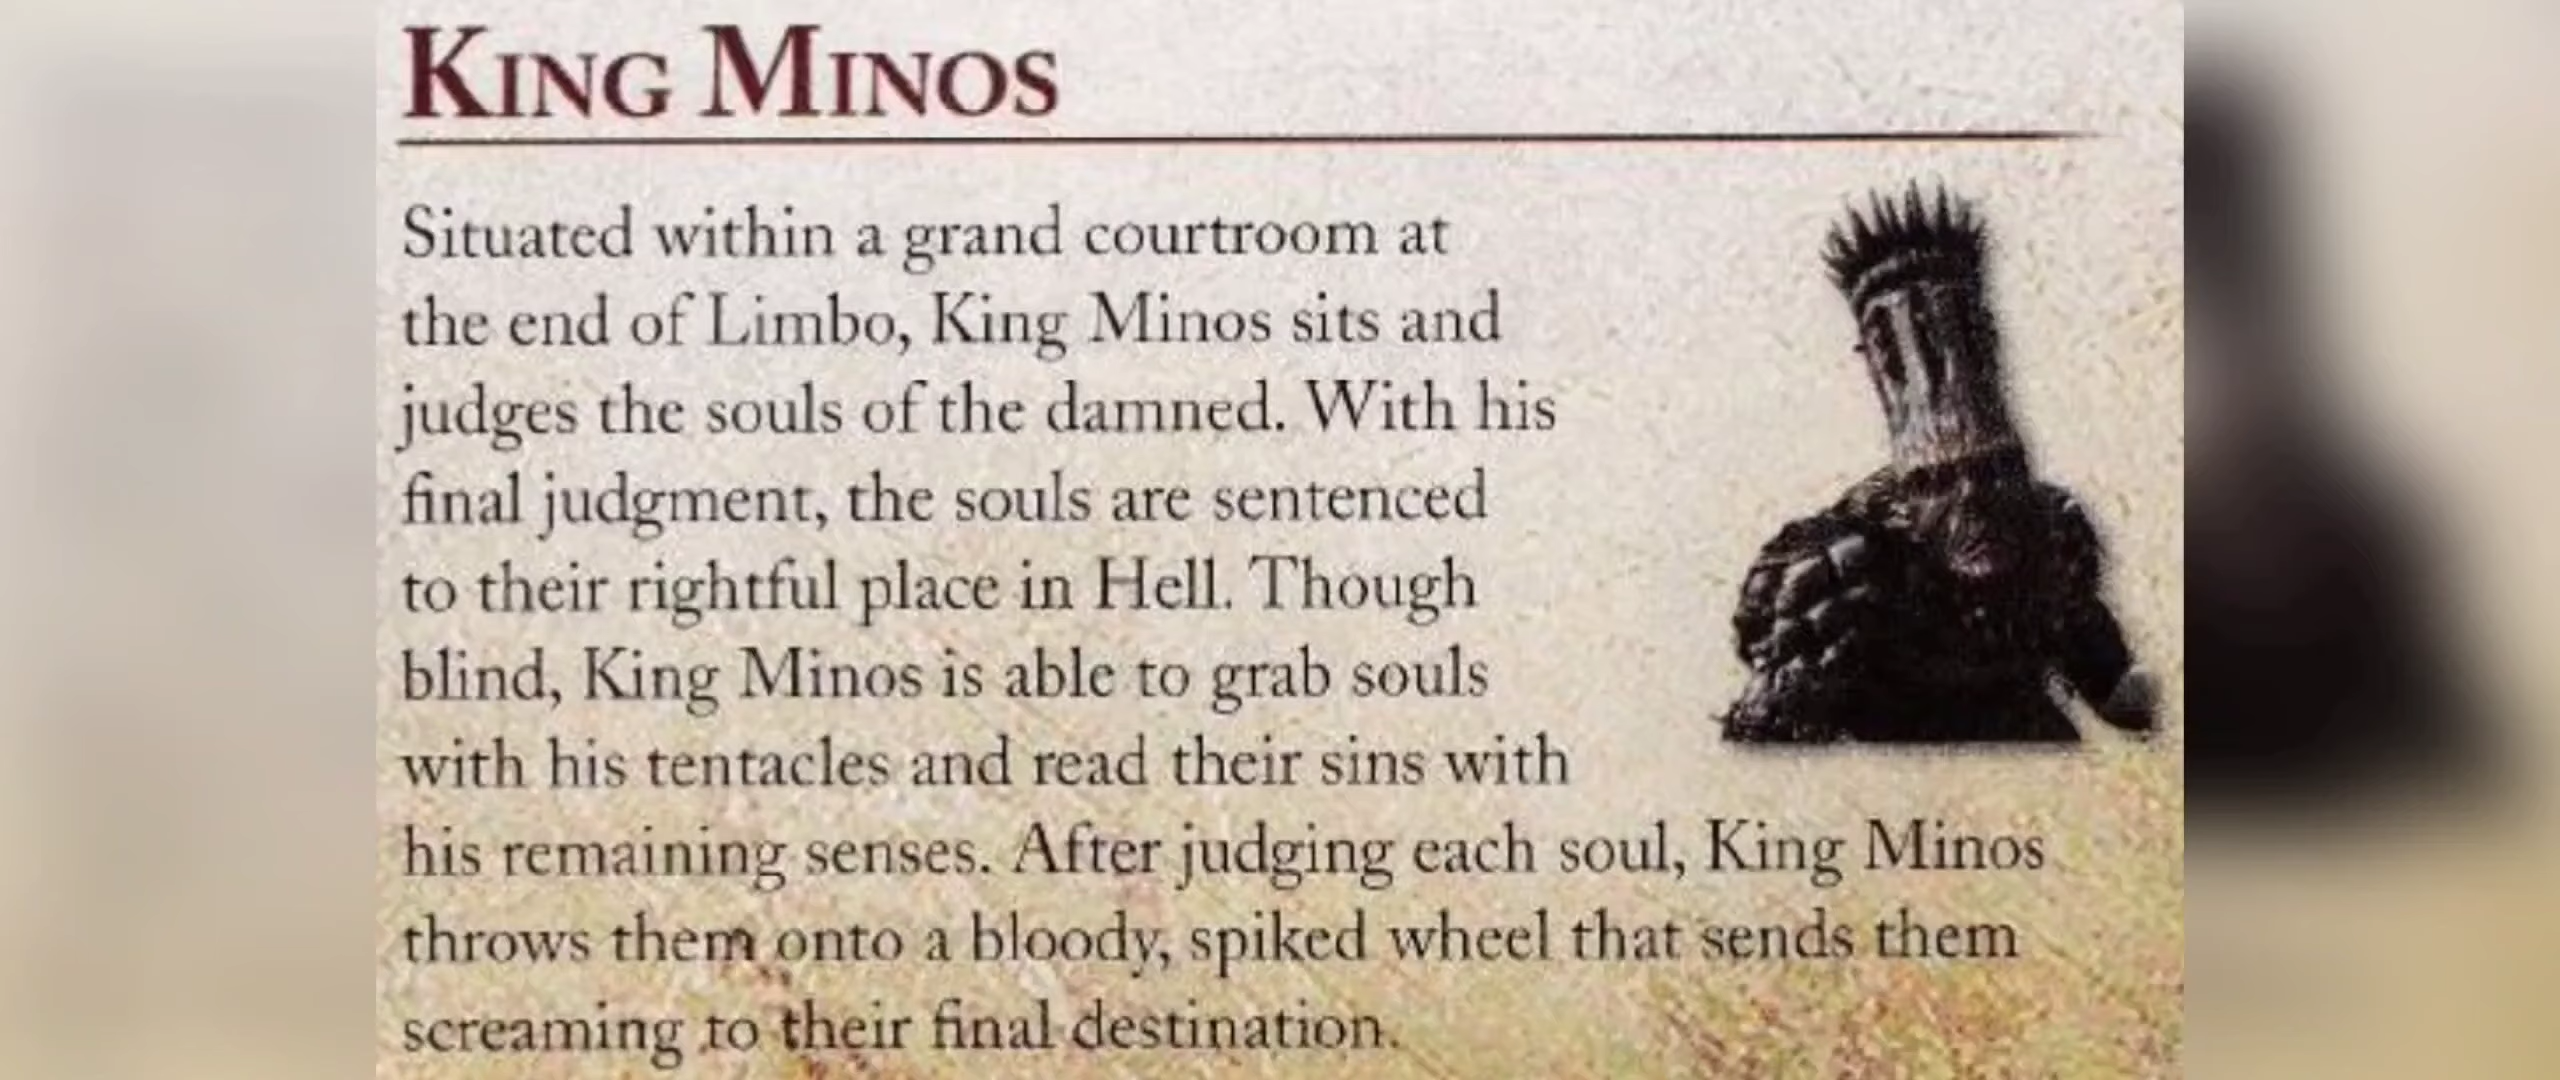 KING MINOS
Situated within a grand courtroom at
the end of Limbo, King Minos sits and
judges the souls of the damned. With his
final judgment, the souls are sentenced
to their rightful place in Hell. Though
blind, King Minos is able to grab souls
with his tentacles and read their sins with
his remaining senses. After judging each soul, King Minos
throws them onto a bloody, spiked wheel that sends them
screaming to their final destination.